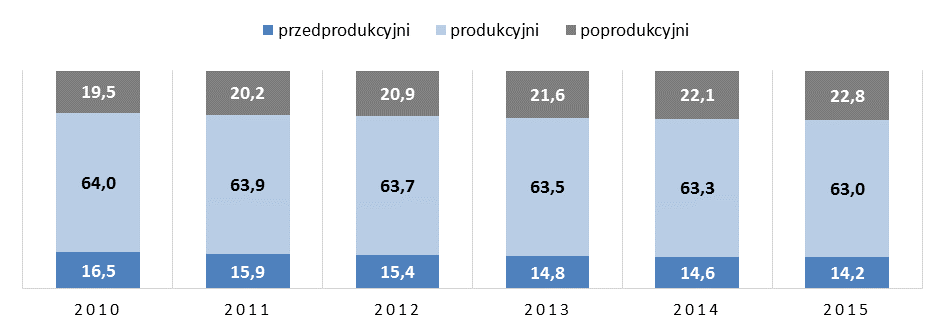 przedprodukcyjni produkcyjni poprodukcyjni
19,5 20,2 20,9 21,6 22,1 22,8
64,0 63,9 63,7 63,5 63,3 63,0
16,5 15,9 15,4 14,8 14,6 14,2
2010 2011 2012 2013 2014 2015